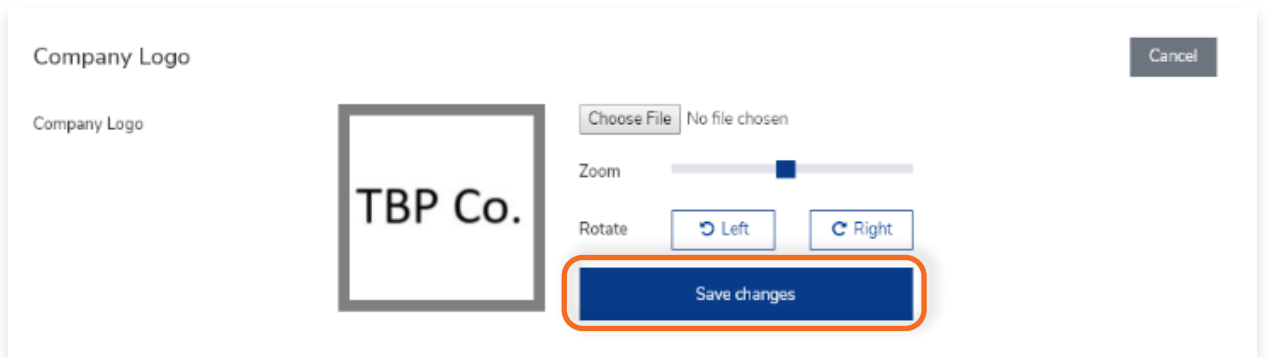 Company Logo
Cancel
Company Logo
TBP Co.
Choose File No file chosen
Zoom
Rotate Left Right
Save changes